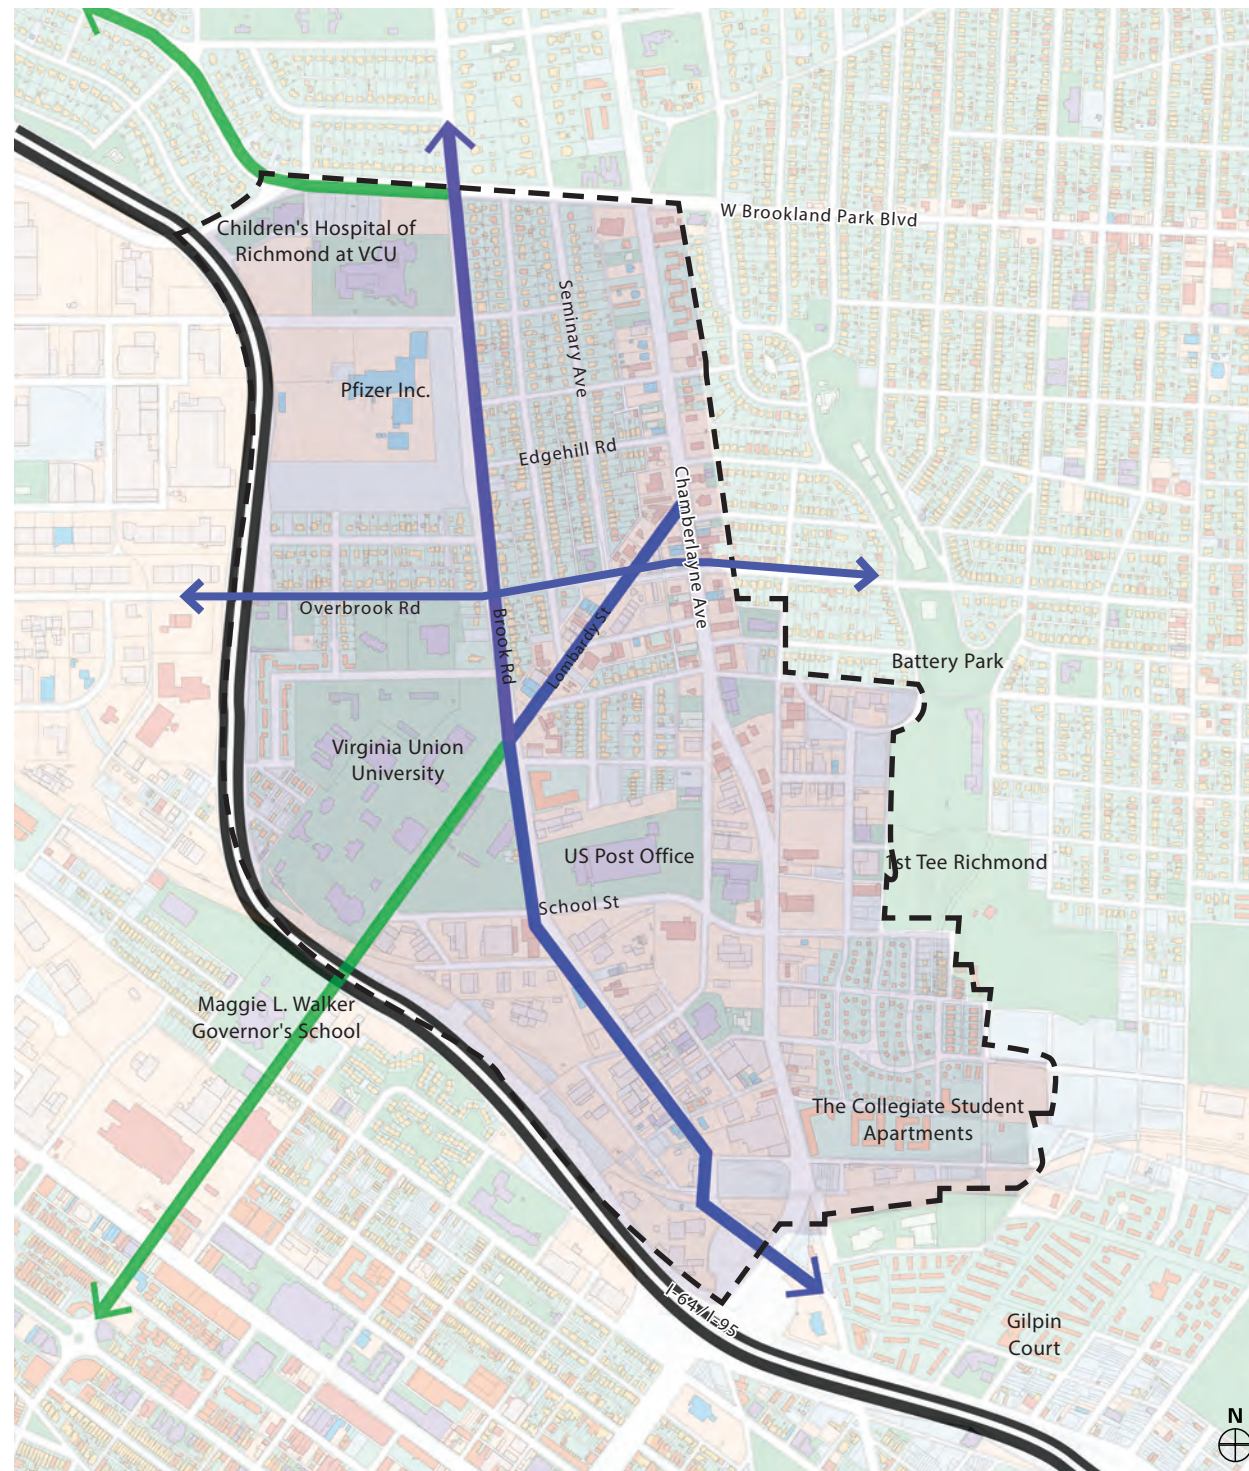 W Brookland Park Blvd
Children's Hospital of
Richmond at VCU
Seminary Ave
Pfizer Inc.
Edgehill Rd
Chamberlayne Ave
Overbrook Rd
Brook Rd
Lombardy St
Battery Park
Virginia Union
University
US Post Office
1st Tee Richmond
School St
Maggie L. Walker
Governor's School
The Collegiate Student
Apartments
I-64 / I-95
Gilpin
Court
N